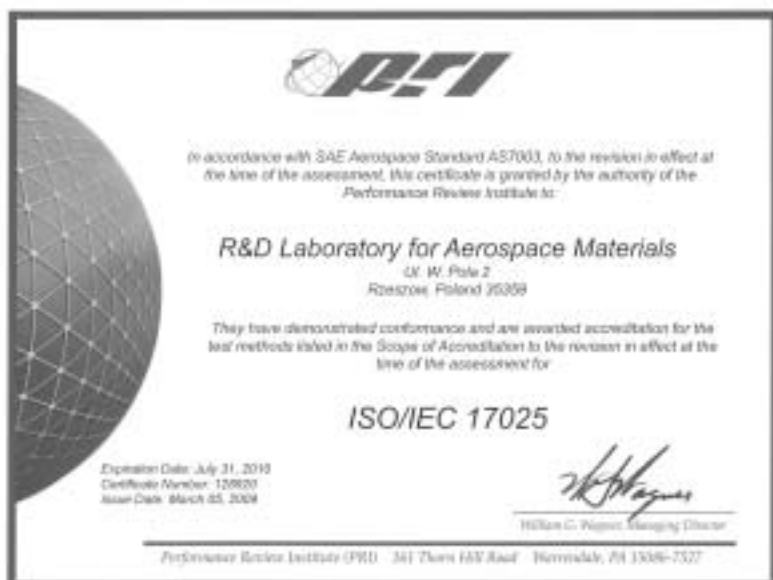 PRI
In accordance with SAE Aerospace Standard AS7003, to the revision in effect at
the time of the assessment, this certificate is granted by the authority of the
Performance Review Institute to:
R&D Laboratory for Aerospace Materials
Ul. W. Pola 2
Rzeszow, Poland 35359
They have demonstrated conformance and are awarded accreditation for the
test methods listed in the Scope of Accreditation to the revision in effect at the
time of the assessment for
ISO/IEC 17025
Expiration Date: July 31, 2010
Certificate Number:
Issue Date: March 05,
William G. Wagner, Managing Director
Performance Review Institute (PRI) 161 Thorn Hill Road Warrendale, PA 15086-7527